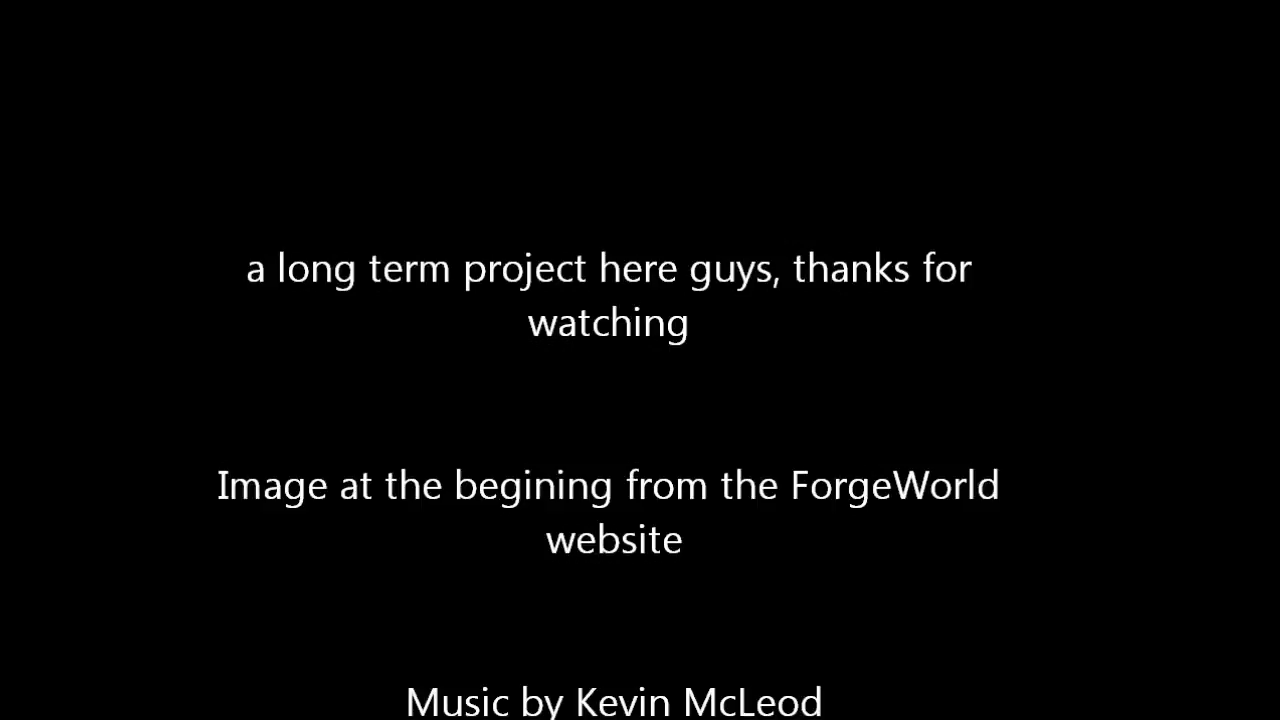 a long term project here guys, thanks for
watching
Image at the begining from the ForgeWorld
website
Music by Kevin McLeod